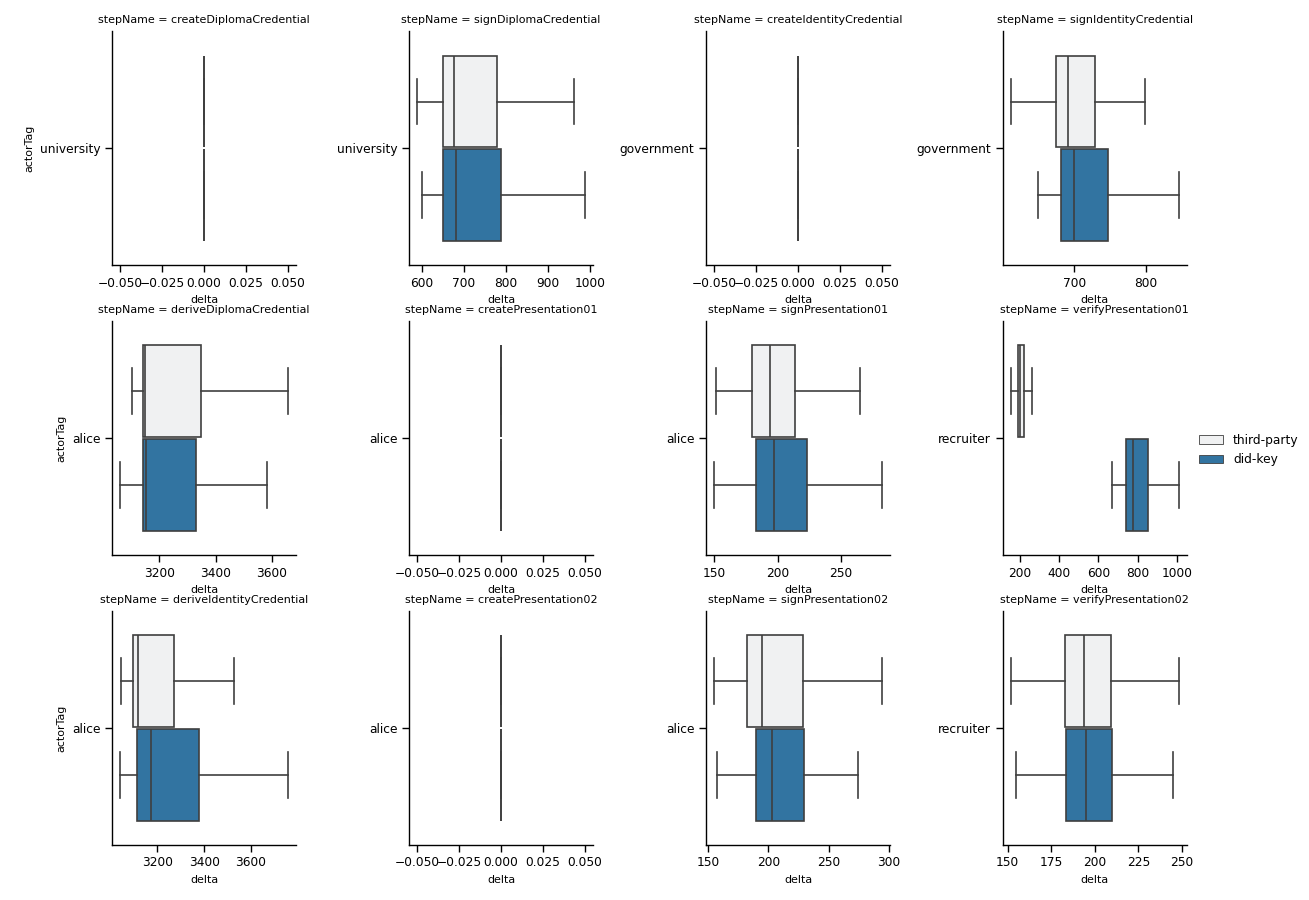 stepName = createDiplomaCredential
stepName = signDiplomaCredential
stepName = createIdentityCredential
stepName = signIdentityCredential
actorTag
university
university
government
government
−0.050 −0.025 0.000 0.025 0.050
600 700 800 900 1000
−0.050 −0.025 0.000 0.025 0.050
700 800
delta
delta
delta
delta
stepName = deriveDiplomaCredential
stepName = createPresentation01
stepName = signPresentation01
stepName = verifyPresentation01
actorTag
alice
alice
alice
recruiter
third-party
did-key
3200 3400 3600
−0.050 −0.025 0.000 0.025 0.050
150 200 250
200 400 600 800 1000
delta
delta
delta
delta
stepName = deriveIdentityCredential
stepName = createPresentation02
stepName = signPresentation02
stepName = verifyPresentation02
actorTag
alice
alice
alice
recruiter
3200 3400 3600
−0.050 −0.025 0.000 0.025 0.050
150 200 250 300
150 175 200 225 250
delta
delta
delta
delta